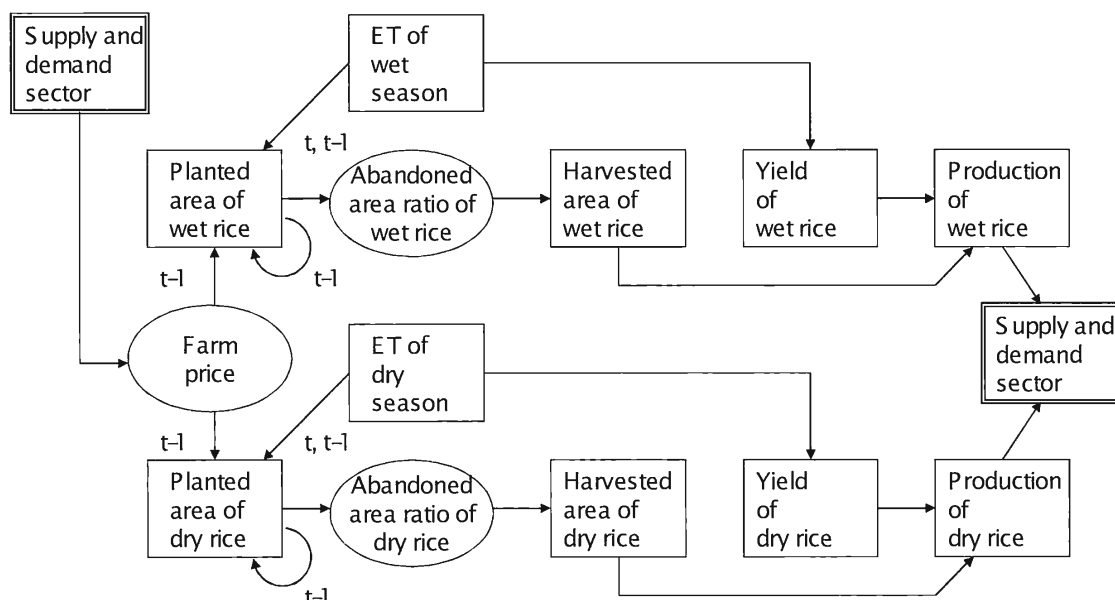 Supply and
demand
sector
ET of
wet
season
t, t–1
Planted
area of
wet rice
Abandoned
area ratio of
wet rice
Harvested
area of
wet rice
Yield
of
wet rice
Production
of
wet rice
t–1
t–1
Farm
price
ET of
dry
season
Supply and
demand
sector
t–1
t, t–1
Planted
area of
dry rice
Abandoned
area ratio of
dry rice
Harvested
area of
dry rice
Yield
of
dry rice
Production
of
dry rice
t–1